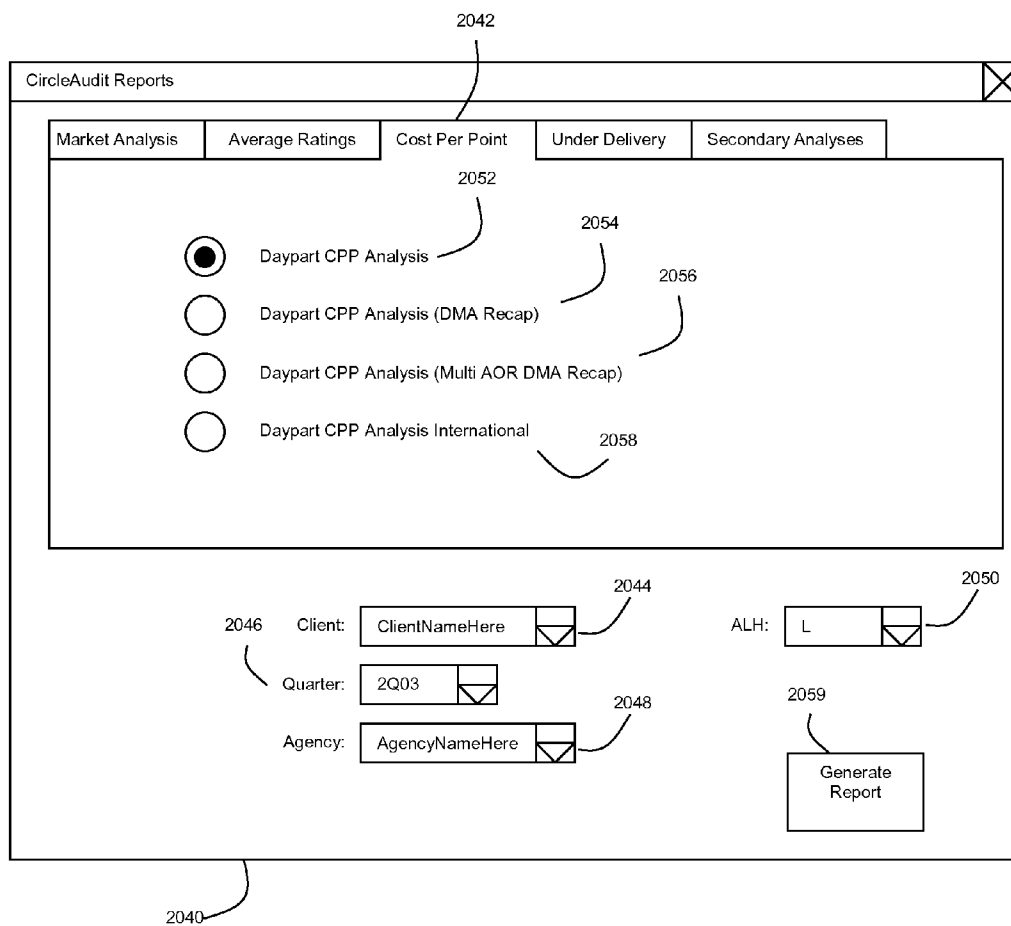 2042
CircleAudit Reports
Market Analysis Average Ratings Cost Per Point Under Delivery Secondary Analyses
2052
2054
Daypart CPP Analysis
2056
Daypart CPP Analysis (DMA Recap)
Daypart CPP Analysis (Multi AOR DMA Recap)
Daypart CPP Analysis International
2058
2044
2050
2046 Client: ClientNameHere ALH: L
Quarter: 2Q03
2059
2048
Agency: AgencyNameHere
Generate
Report
2040